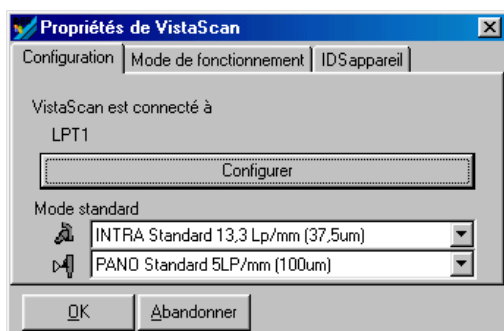 Propriétés de VistaScan
Configuration Mode de fonctionnement IDSappareil
VistaScan est connecté à
LPT1
Configurer
Mode standard
INTRA Standard 13,3 Lp/mm (37,5um)
PANO Standard 5LP/mm (100um)
OK Abandonner